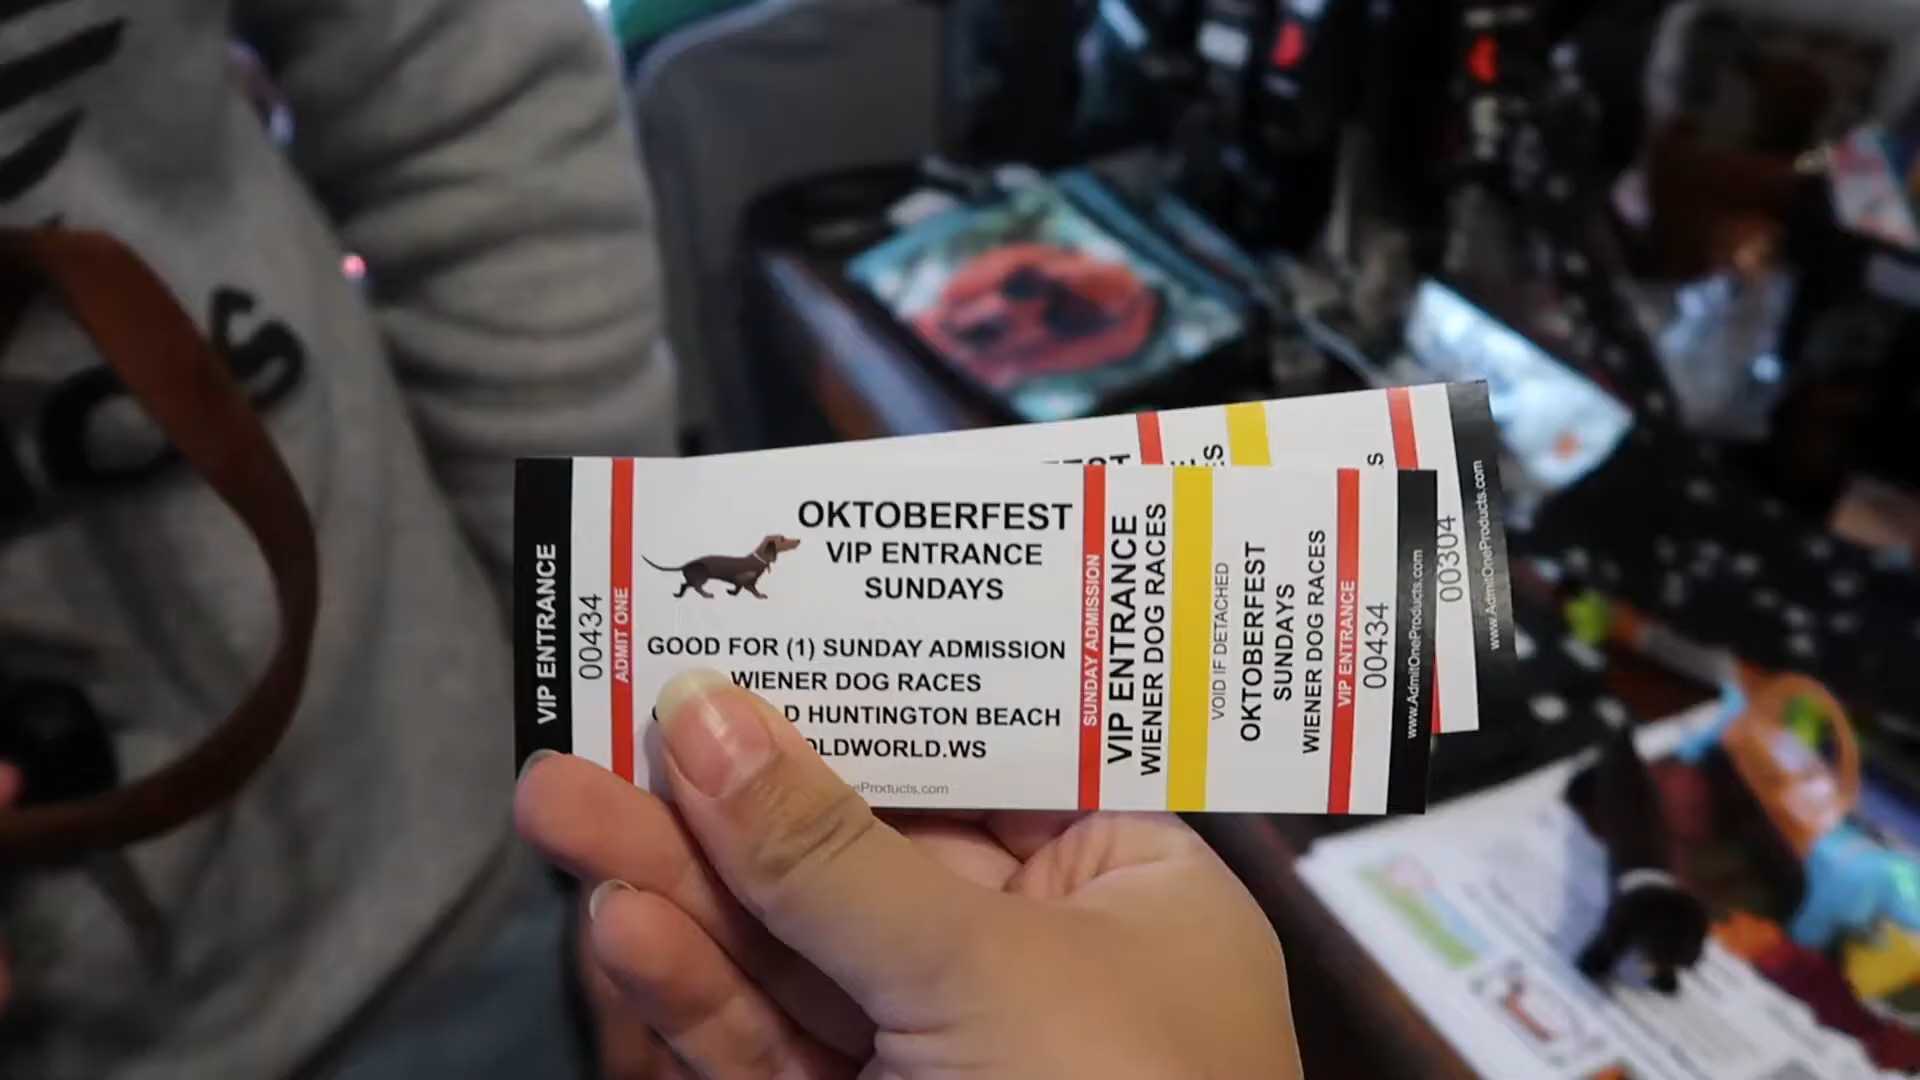 VIP ENTRANCE
00434
ADMIT ONE
OKTOBERFEST
VIP ENTRANCE
SUNDAYS
GOOD FOR (1) SUNDAY ADMISSION
WIENER DOG RACES
D HUNTINGTON BEACH
OLDWORLD.WS
eProducts.com
SUNDAY ADMISSION
VIP ENTRANCE
WIENER DOG RACES
VOID IF DETACHED
OKTOBERFEST
SUNDAYS
WIENER DOG RACES
VIP ENTRANCE
00434
www.AdmitOneProducts.com
00304
www.AdmitOneProducts.com